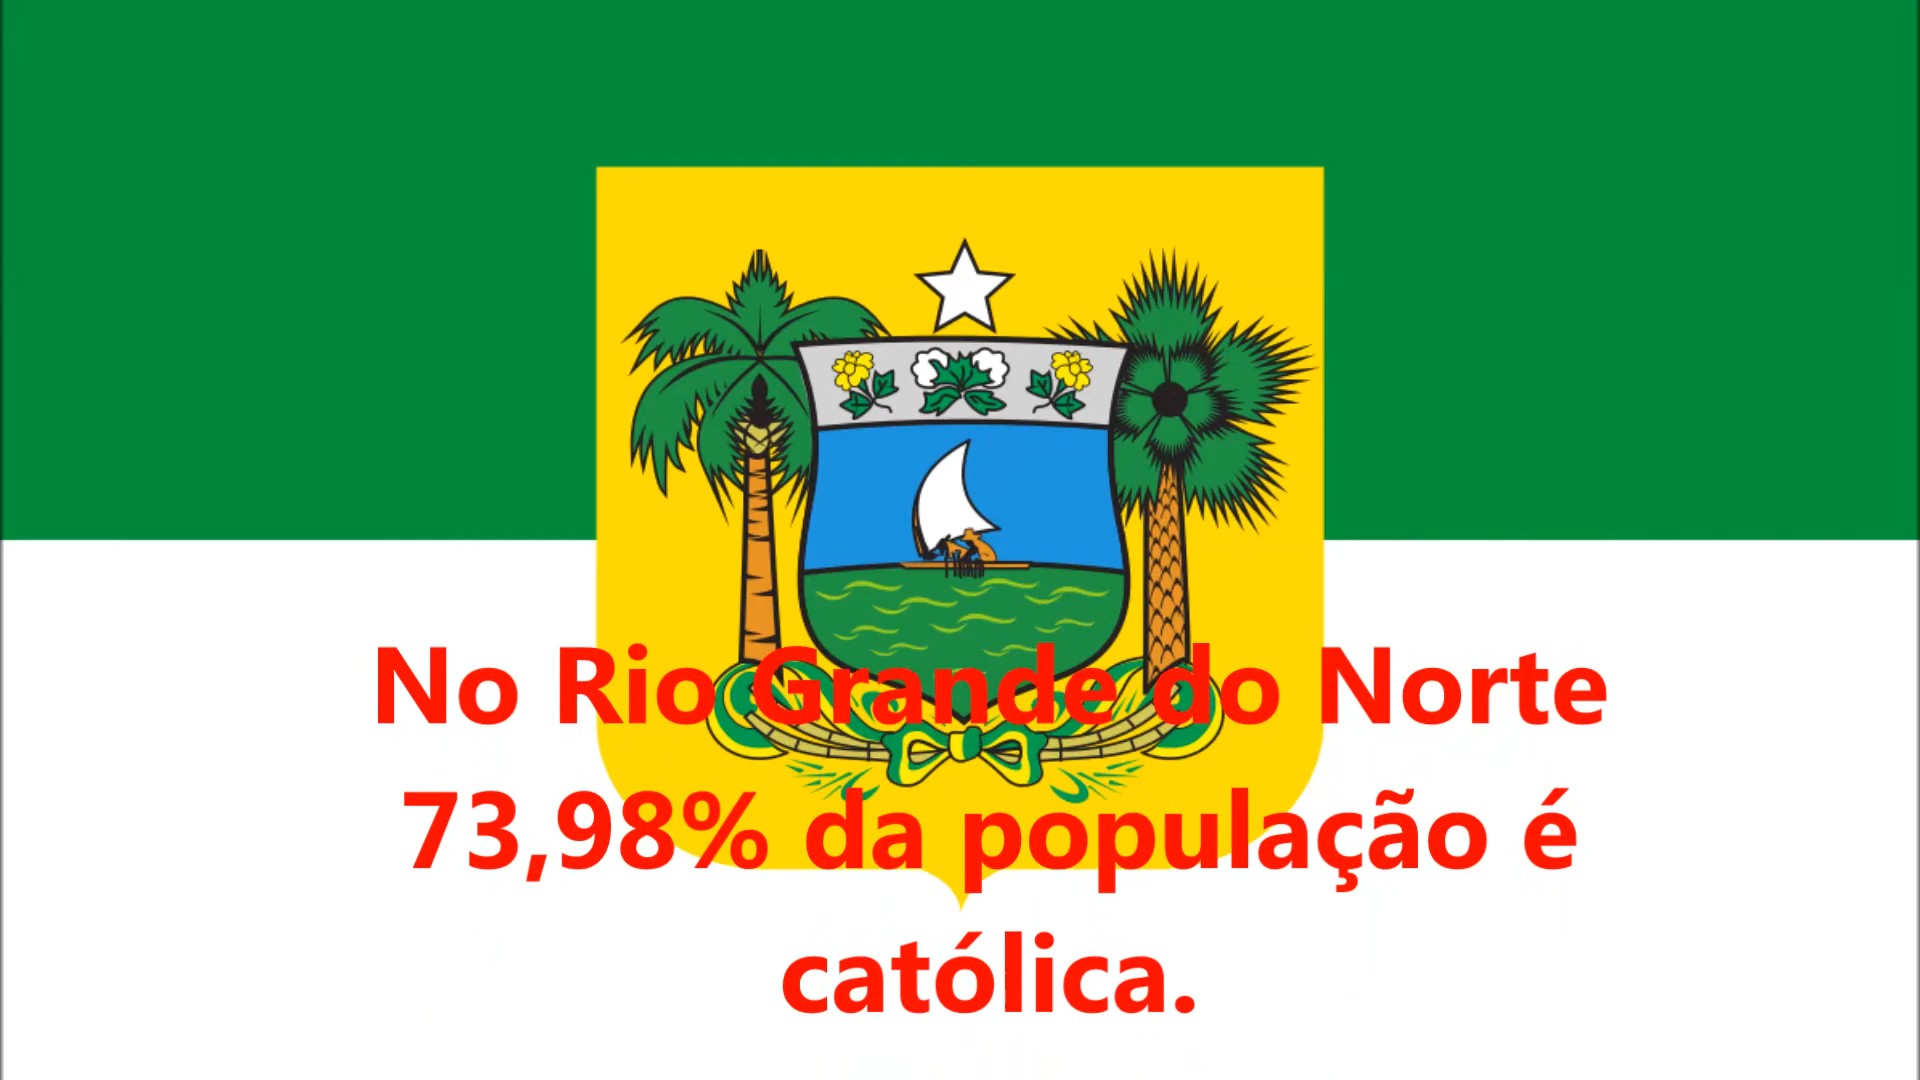 No Rio Grande do Norte
73,98% da população é
católica.